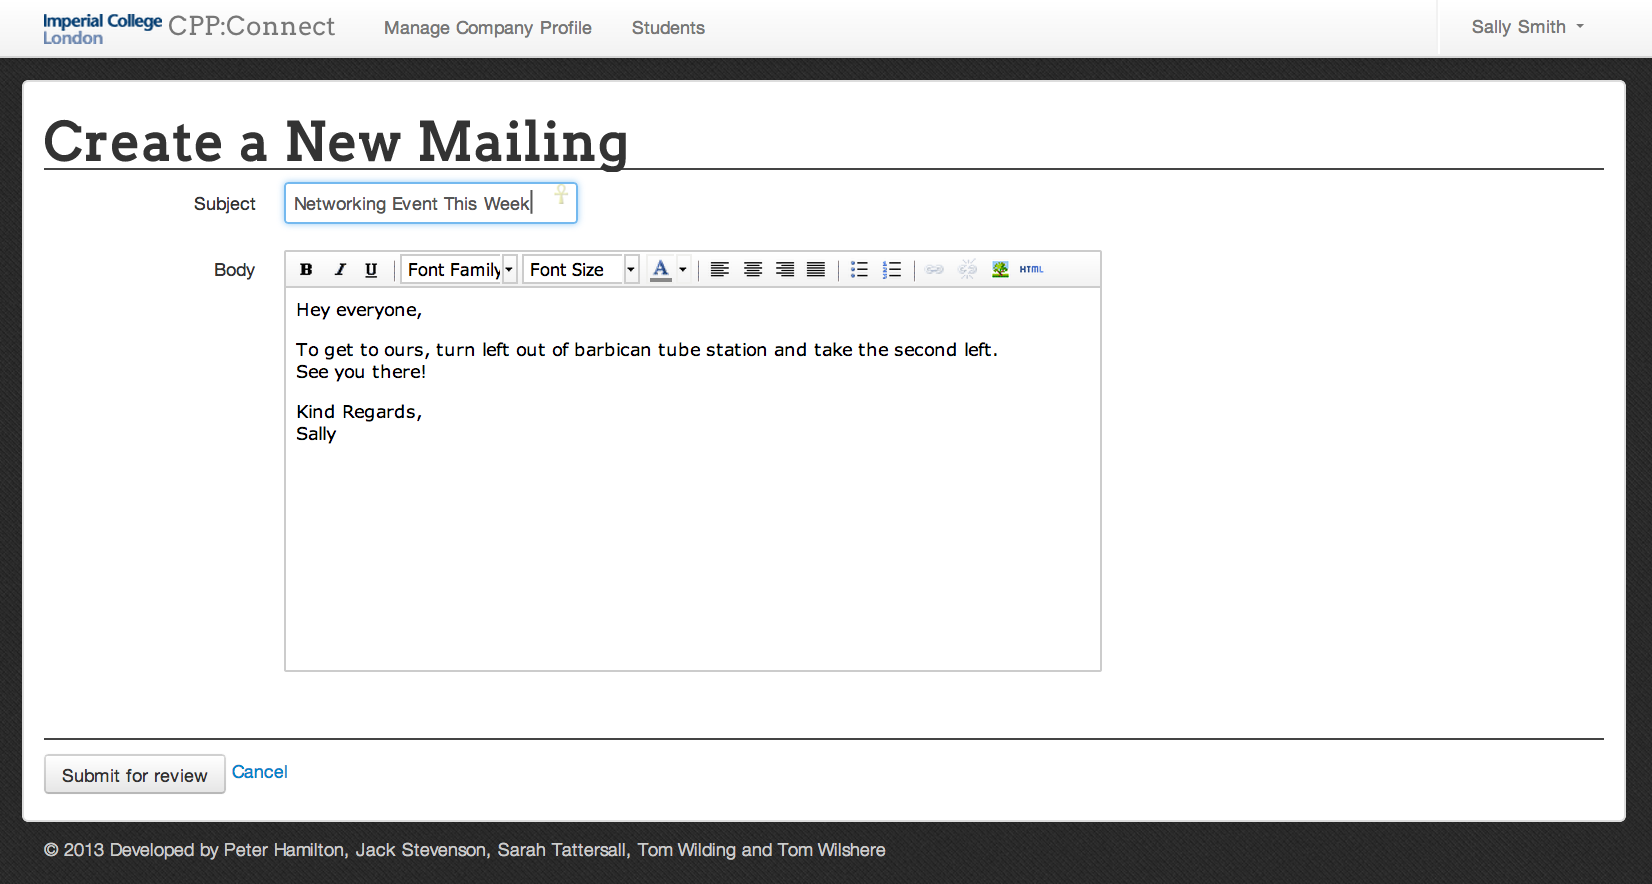 Imperial College
London
CPP:Connect
Manage Company Profile
Students
Sally Smith
Create a New Mailing
Subject
Networking Event This Week
Body
B I U Font Family Font Size A HTML
Hey everyone,
To get to ours, turn left out of barbican tube station and take the second left.
See you there!
Kind Regards,
Sally
Submit for review
Cancel
© 2013 Developed by Peter Hamilton, Jack Stevenson, Sarah Tattersall, Tom Wilding and Tom Wilshere